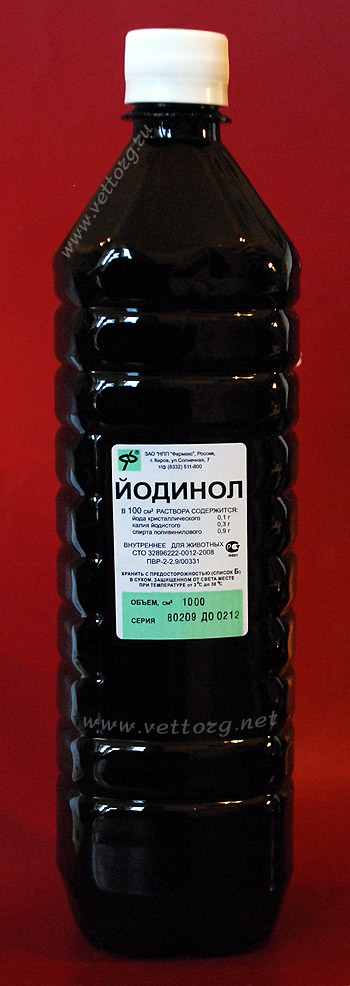 www.vettorg.ru
ЗАО "НПП "Фармакс", Россия,
г. Киров, ул.Солнечная, 7
т/ф (8332) 511-800
ЙОДИНОЛ
В 100 см³ РАСТВОРА СОДЕРЖИТСЯ:
йода кристаллического 0,1 г
калия йодистого 0,3 г
спирта поливинилового 0,9 г
ВНУТРЕННЕЕ ДЛЯ ЖИВОТНЫХ
СТО 32896222-0012-2008
ПВР-2-2.9/00331
ХРАНИТЬ С ПРЕДОСТОРОЖНОСТЬЮ (СПИСОК Б)
В СУХОМ, ЗАЩИЩЕННОМ ОТ СВЕТА МЕСТЕ
ПРИ ТЕМПЕРАТУРЕ от 3 °С до 30 °С
ОБЪЕМ, см³ 1000
СЕРИЯ 80209 ДО 0212
www.vettorg.net